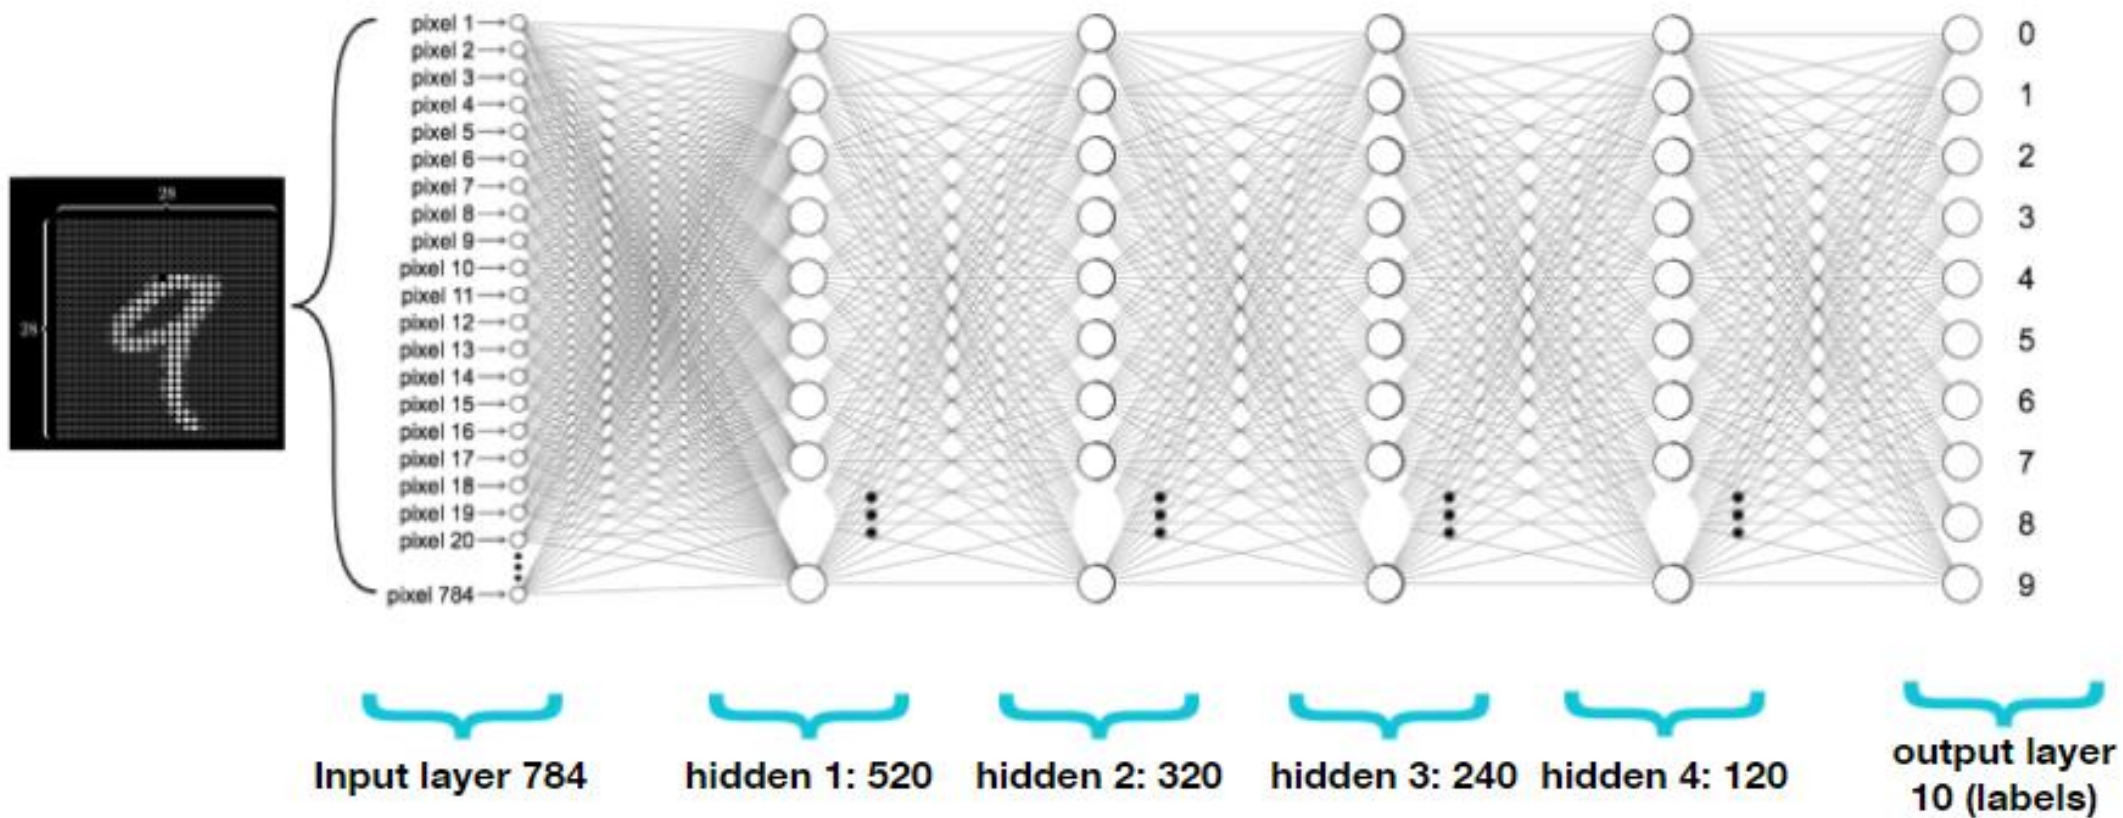 28
28
pixel 1
pixel 2
pixel 3
pixel 4
pixel 5
pixel 6
pixel 7
pixel 8
pixel 9
pixel 10
pixel 11
pixel 12
pixel 13
pixel 14
pixel 15
pixel 16
pixel 17
pixel 18
pixel 19
pixel 20
pixel 784
0
1
2
3
4
5
6
7
8
9
Input layer 784
hidden 1: 520
hidden 2: 320
hidden 3: 240
hidden 4: 120
output layer
10 (labels)